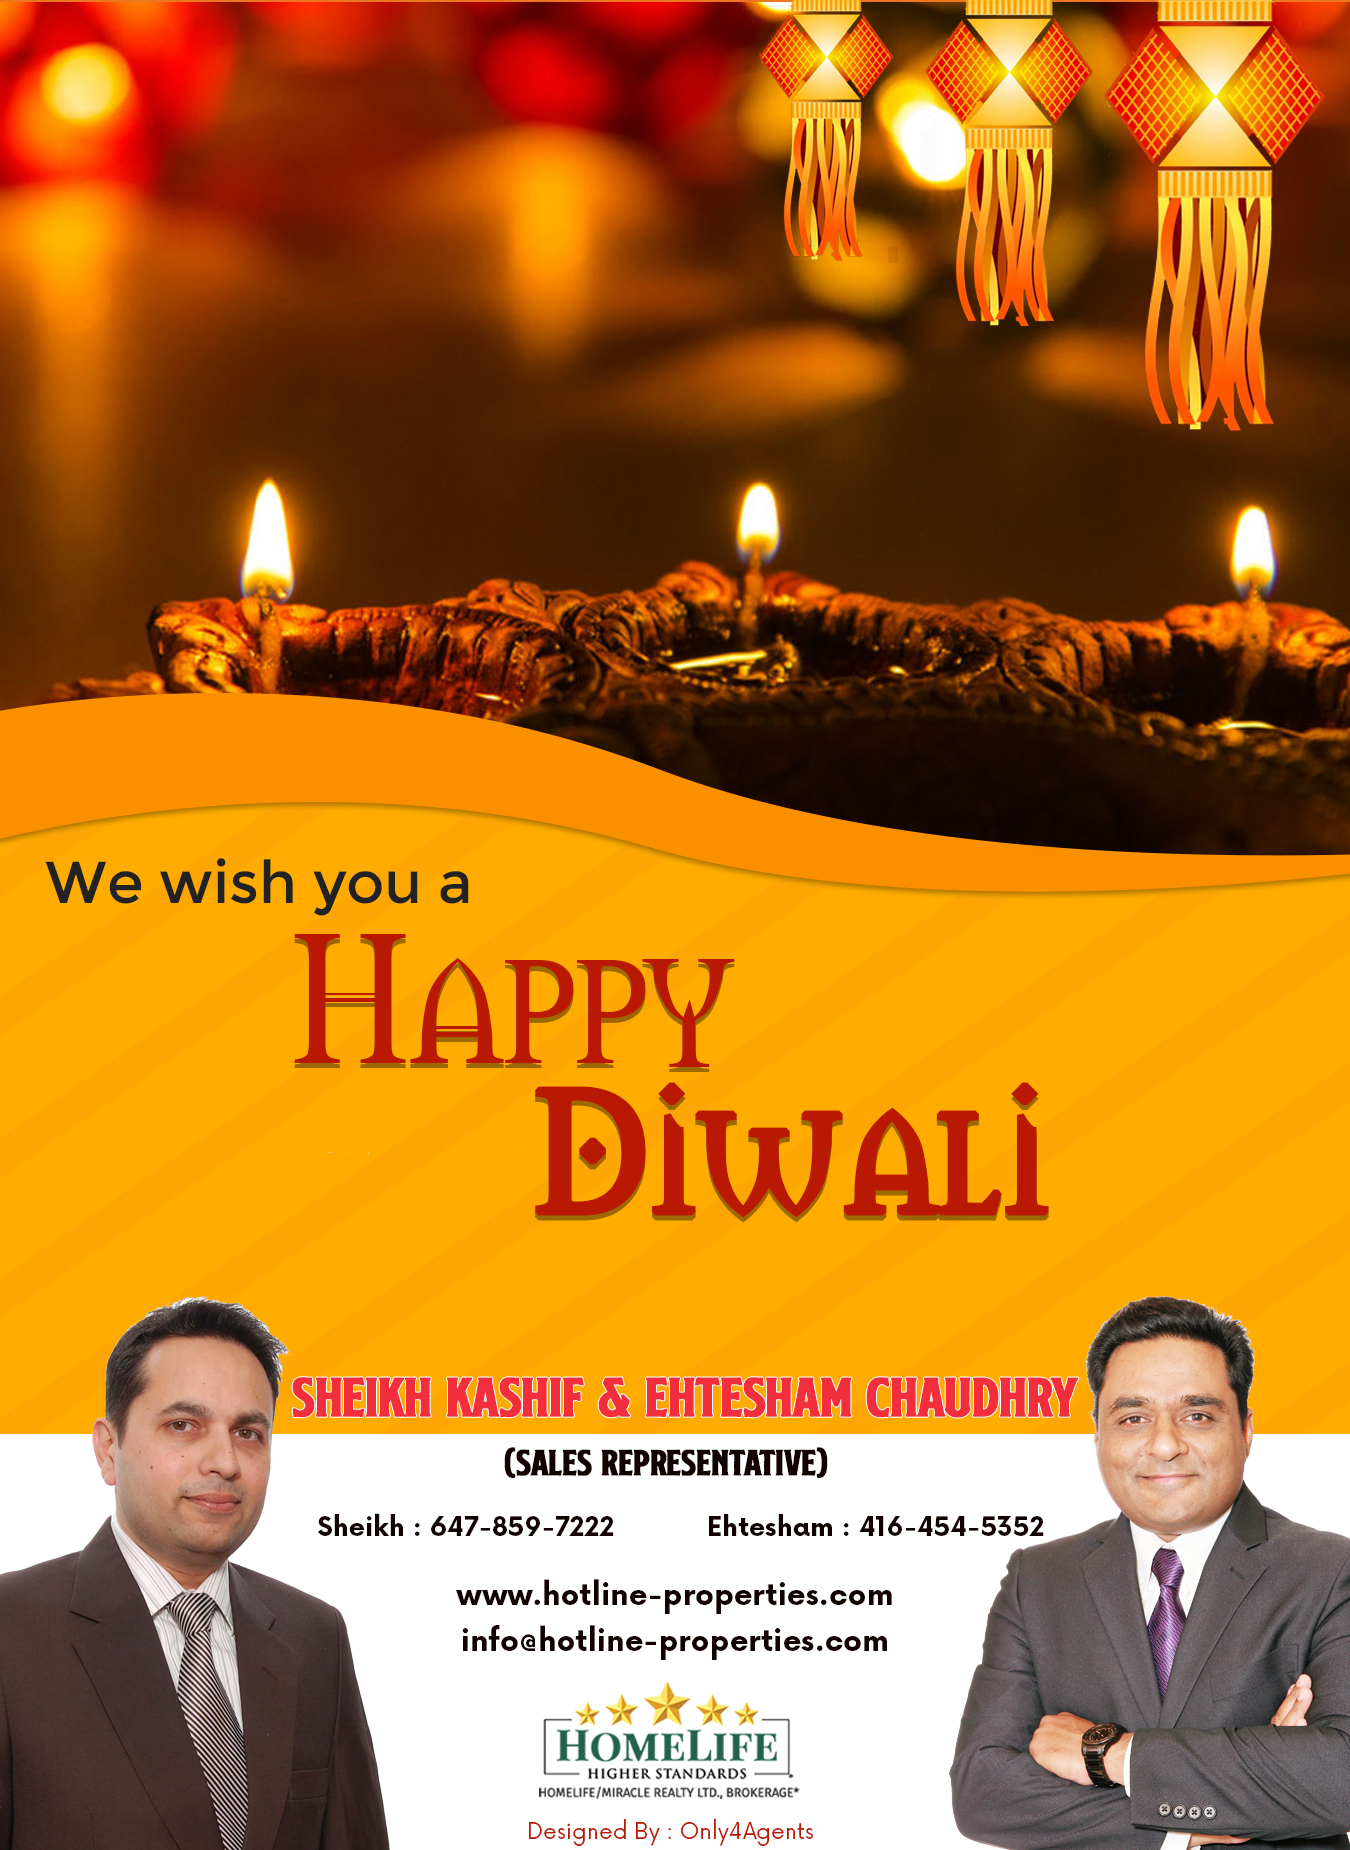 We wish you a
HAPPY
DIWALI
SHEIKH KASHIF & EHTESHAM CHAUDHRY
(SALES REPRESENTATIVE)
Sheikh : 647-859-7222 Ehtesham : 416-454-5352
www.hotline-properties.com
info@hotline-properties.com
HOMELIFE
HIGHER STANDARDS
HOMELIFE/MIRACLE REALTY LTD., BROKERAGE*
Designed By : Only4Agents